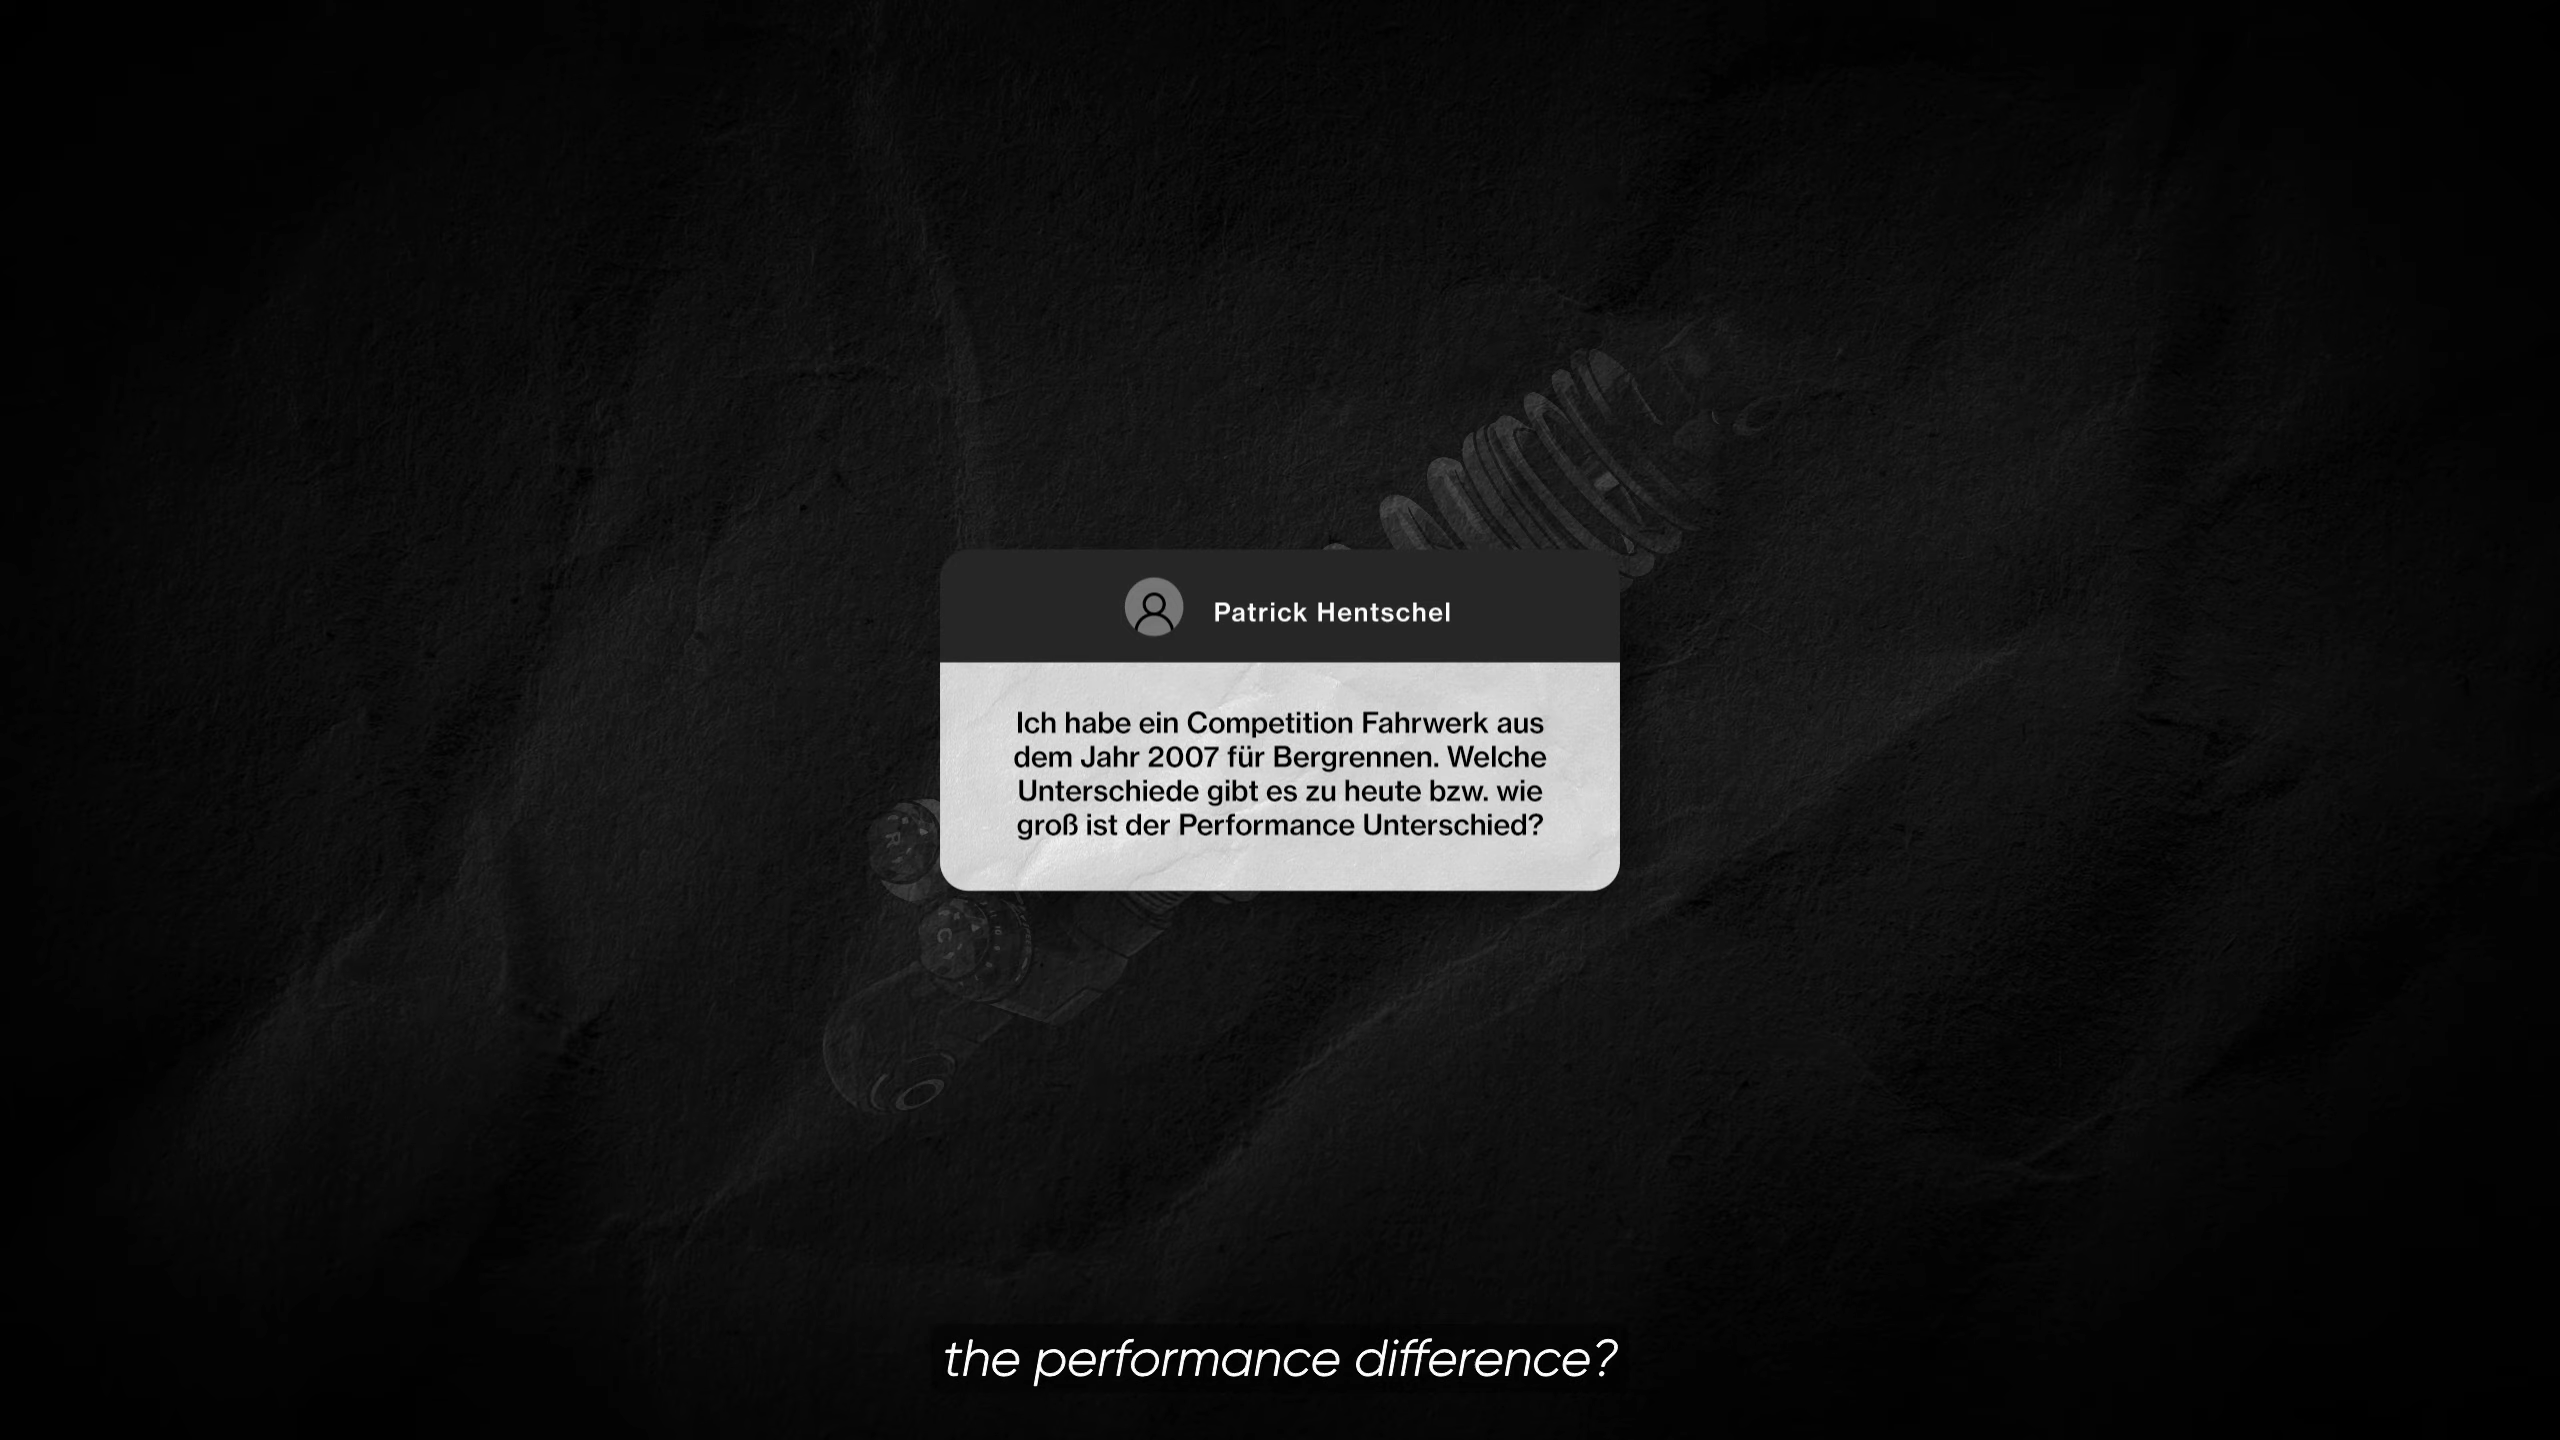 Patrick Hentschel
Ich habe ein Competition Fahrwerk aus
dem Jahr 2007 für Bergrennen. Welche
Unterschiede gibt es zu heute bzw. wie
groß ist der Performance Unterschied?
R
C
the performance difference?